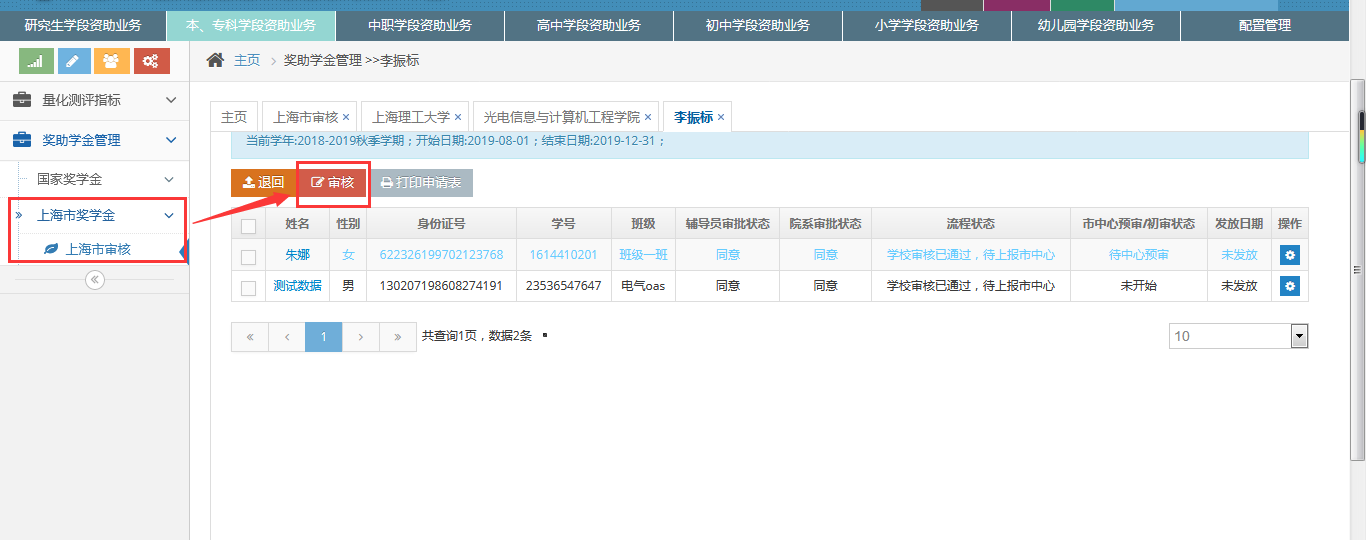 研究生学段资助业务 本、专科学段资助业务 中职学段资助业务 高中学段资助业务 初中学段资助业务 小学学段资助业务 幼儿园学段资助业务 配置管理
主页 > 奖助学金管理 >>李振标
量化测评指标
奖助学金管理
国家奖学金
上海市奖学金
上海市审核
主页 上海市审核 × 上海理工大学 × 光电信息与计算机工程学院 × 李振标 ×
当前学年:2018-2019秋季学期；开始日期:2019-08-01；结束日期:2019-12-31；
退回 审核 打印申请表
姓名 性别 身份证号 学号 班级 辅导员审批状态 院系审批状态 流程状态 市中心预审/初审状态 发放日期 操作
朱娜 女 622326199702123768 1614410201 班级一班 同意 同意 学校审核已通过，待上报市中心 待中心预审 未发放
测试数据 男 130207198608274191 23536547647 电气oas 同意 同意 学校审核已通过，待上报市中心 未开始 未发放
« ‹ 1 › » 共查询1页，数据2条 10